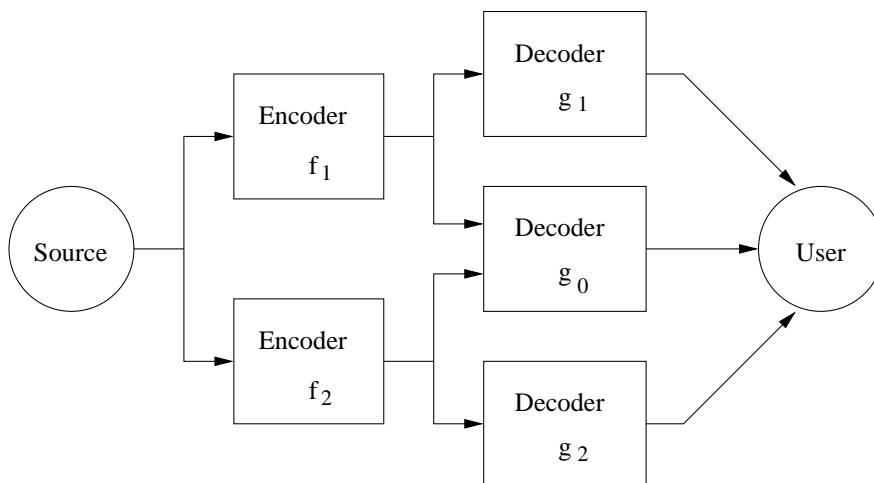 Source
Encoder
f 1
Encoder
f 2
Decoder
g 1
Decoder
g 0
Decoder
g 2
User